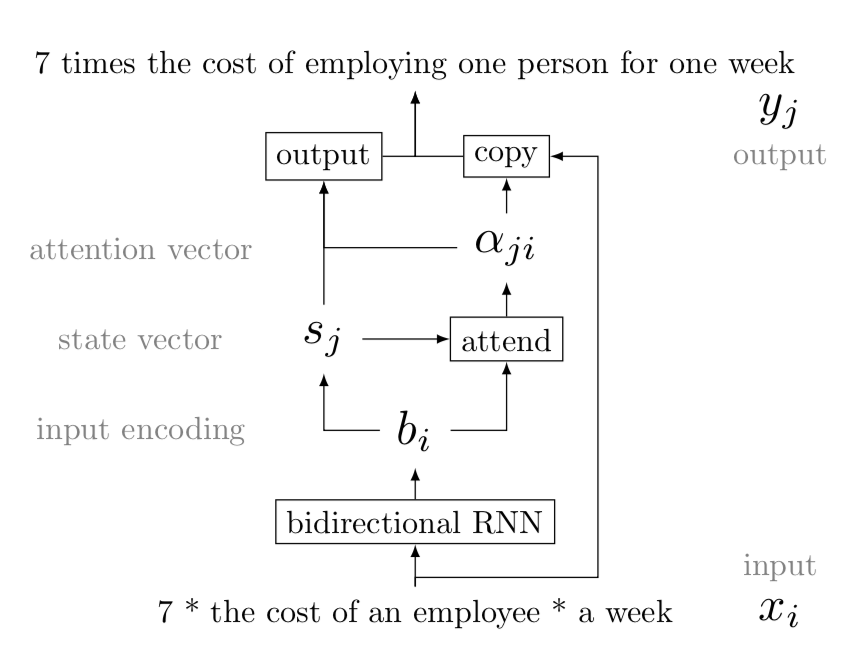 7 times the cost of employing one person for one week
y_j
output copy output
attention vector α_ji
state vector s_j attend
input encoding b_i
bidirectional RNN
input
7 * the cost of an employee * a week x_i